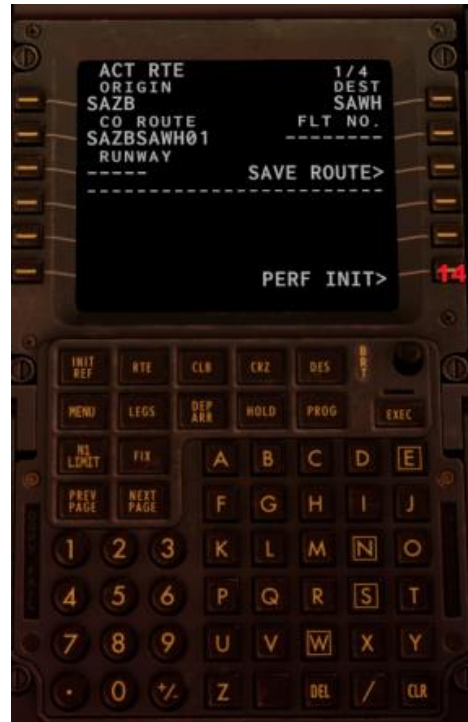 ACT RTE 1/4
ORIGIN DEST
SAZB SAWH
CO ROUTE FLT NO.
SAZBSAWH01 --------
RUNWAY
----- SAVE ROUTE>
------------------------
PERF INIT>
14
BRT
INIT REF RTE CLB CRZ DES
MENU LEGS DEP ARR HOLD PROG EXEC
N1 LIMIT FIX A B C D E
PREV PAGE NEXT PAGE F G H I J
1 2 3 K L M N O
4 5 6 P Q R S T
7 8 9 U V W X Y
. 0 +/- Z DEL / CLR